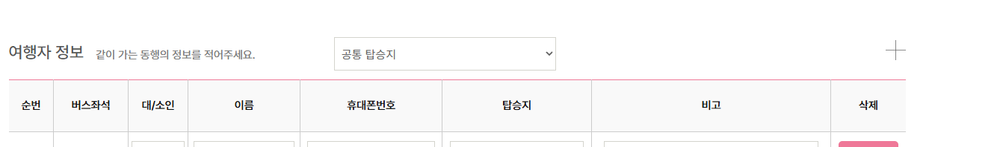 여행자 정보 같이 가는 동행의 정보를 적어주세요. 공통 탑승지
순번 버스좌석 대/소인 이름 휴대폰번호 탑승지 비고 삭제